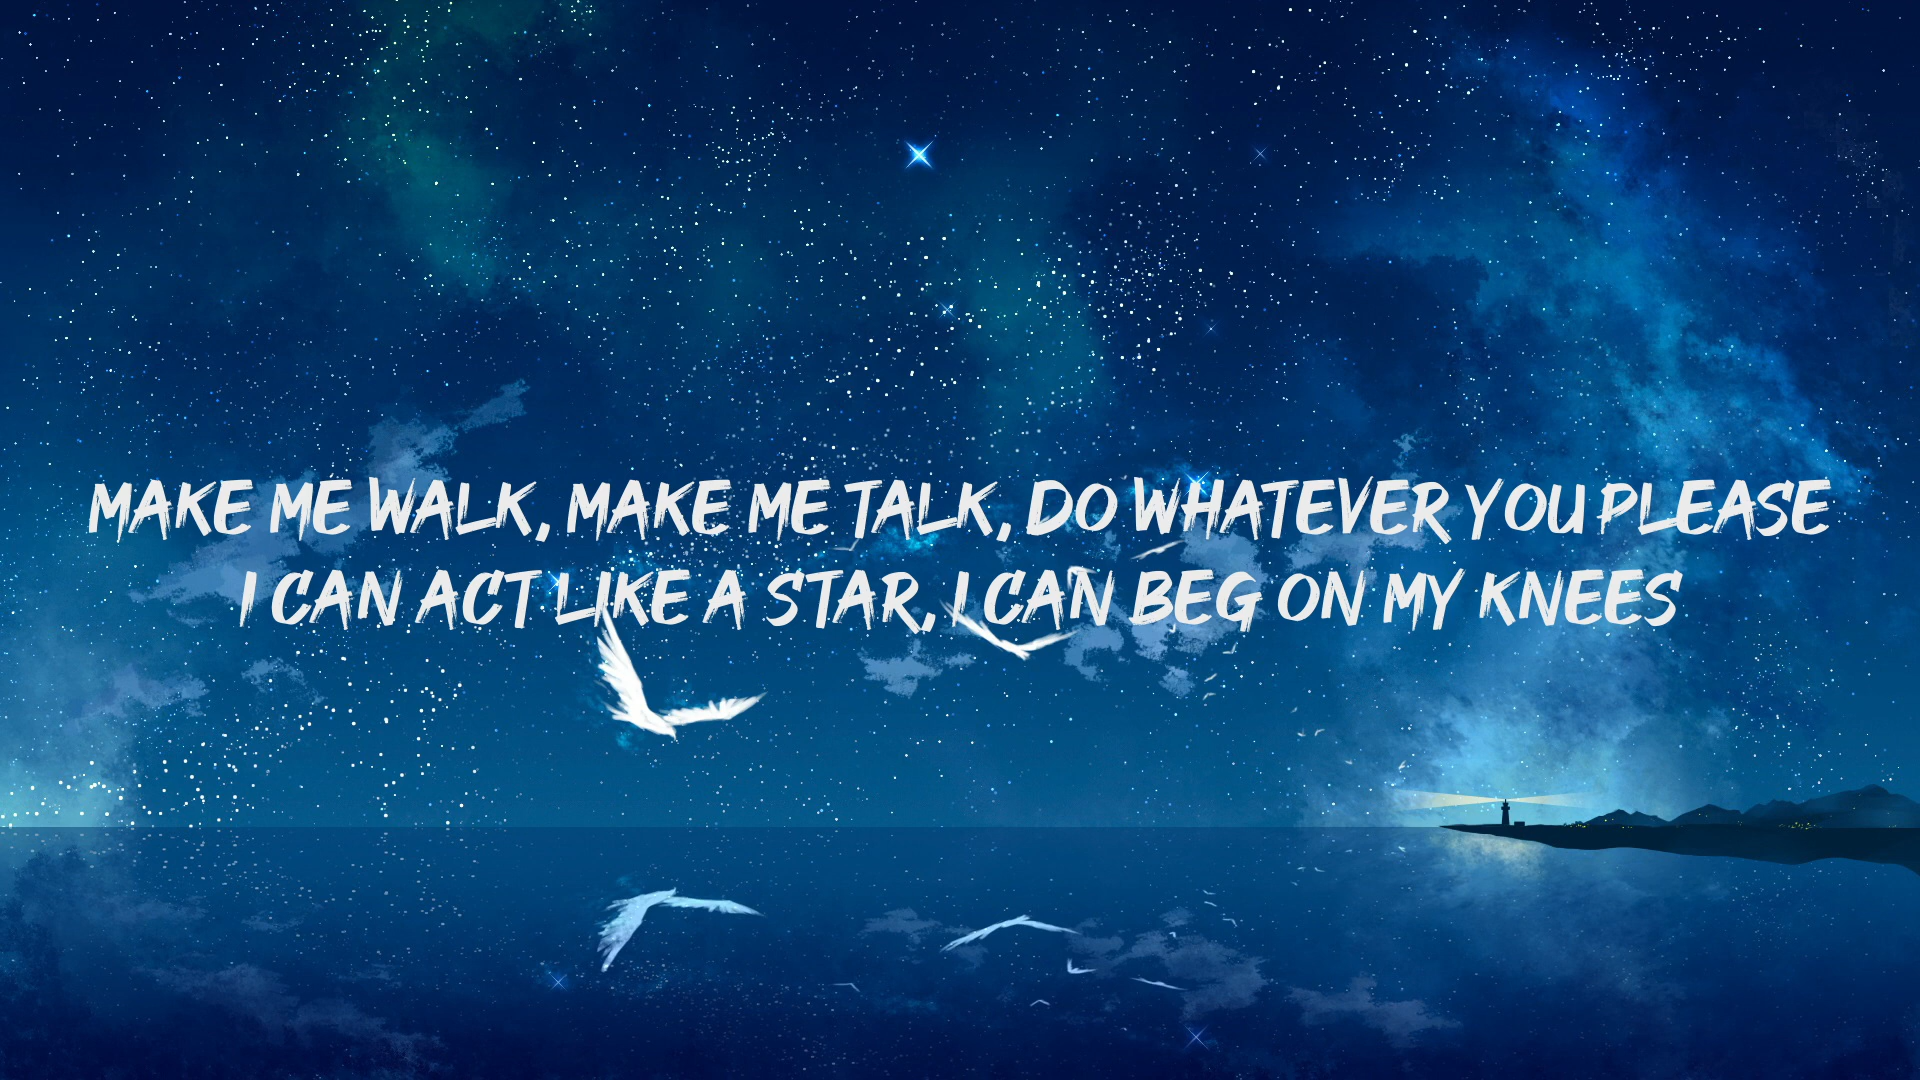 MAKE ME WALK, MAKE ME TALK, DO WHATEVER YOU PLEASE
I CAN ACT LIKE A STAR, I CAN BEG ON MY KNEES